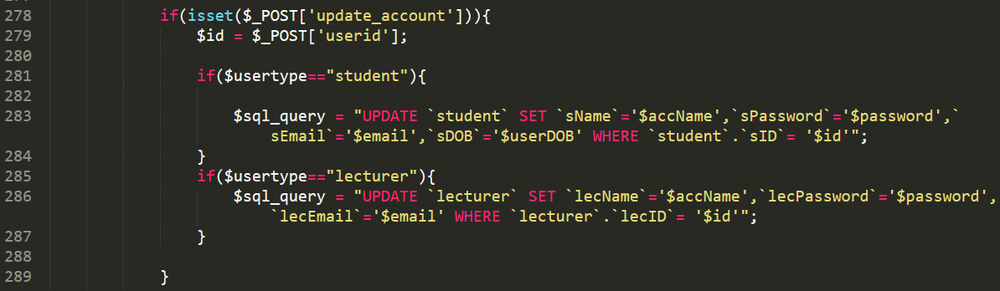 278 if(isset($_POST['update_account'])){
279 $id = $_POST['userid'];
280
281 if($usertype=="student"){
282
283 $sql_query = "UPDATE `student` SET `sName`='$accName',`sPassword`='$password',`
sEmail`='$email',`sDOB`='$userDOB' WHERE `student`.`sID`= '$id'";
284 }
285 if($usertype=="lecturer"){
286 $sql_query = "UPDATE `lecturer` SET `lecName`='$accName',`lecPassword`='$password',
`lecEmail`='$email' WHERE `lecturer`.`lecID`= '$id'";
287 }
288
289 }